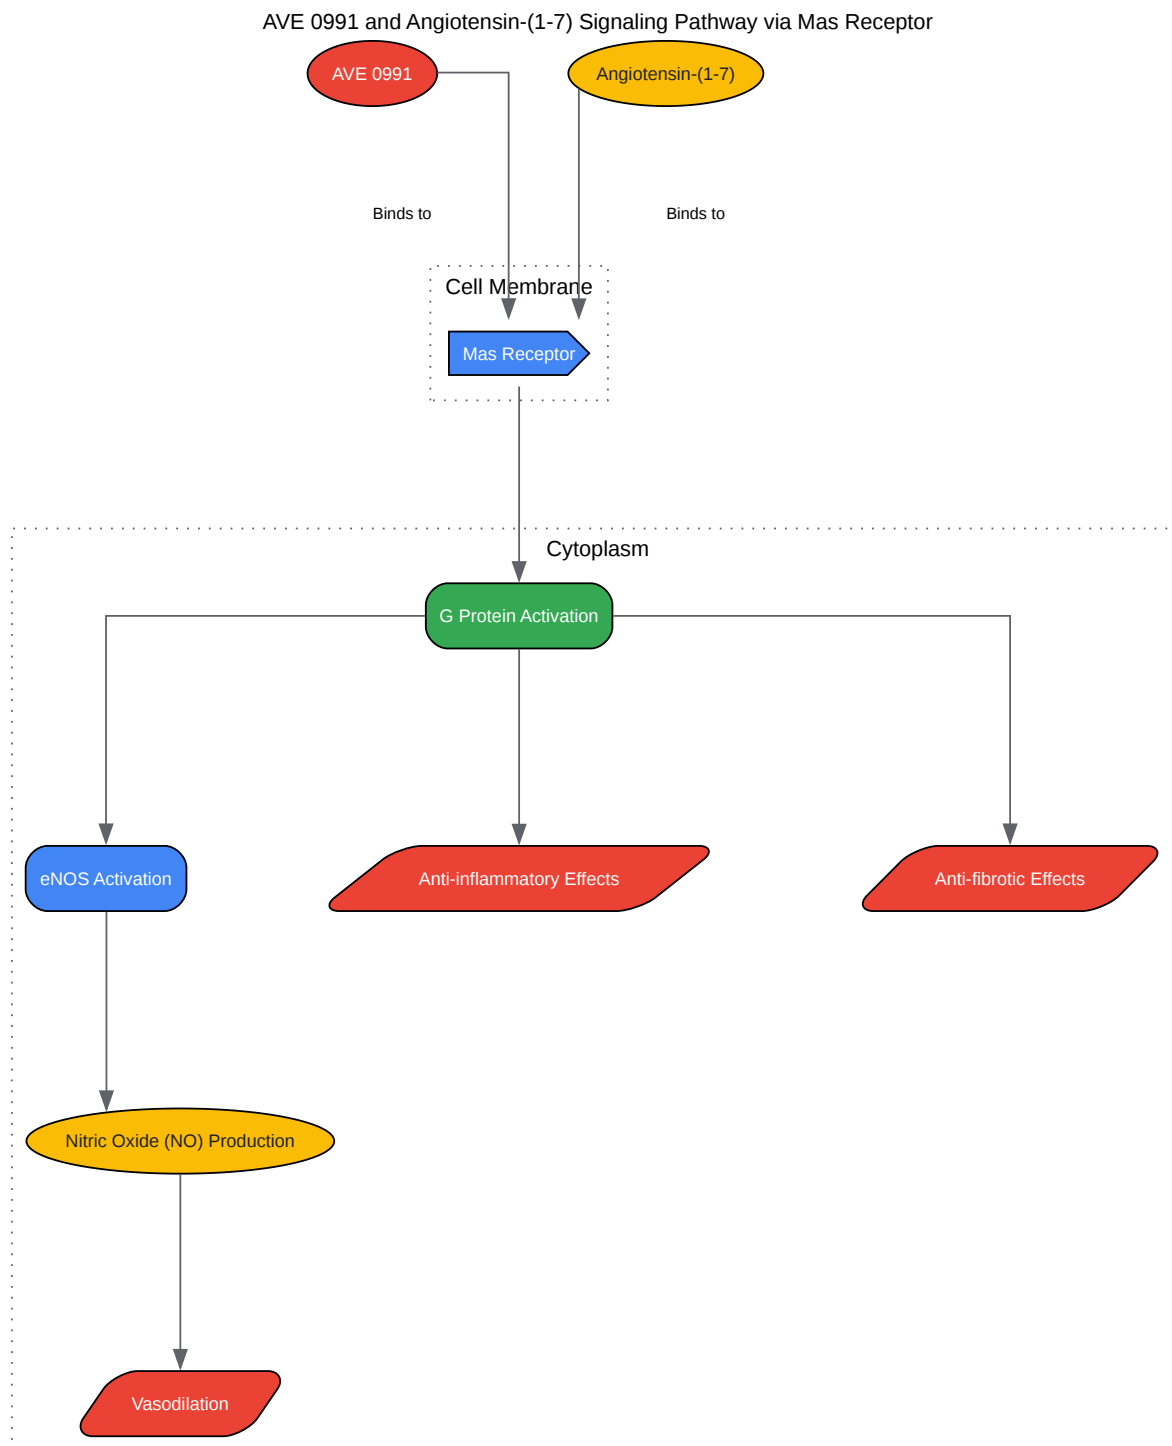 AVE 0991 and Angiotensin-(1-7) Signaling Pathway via Mas Receptor
AVE 0991
Angiotensin-(1-7)
Binds to
Binds to
Cell Membrane
Mas Receptor
Cytoplasm
G Protein Activation
eNOS Activation
Anti-inflammatory Effects
Anti-fibrotic Effects
Nitric Oxide (NO) Production
Vasodilation